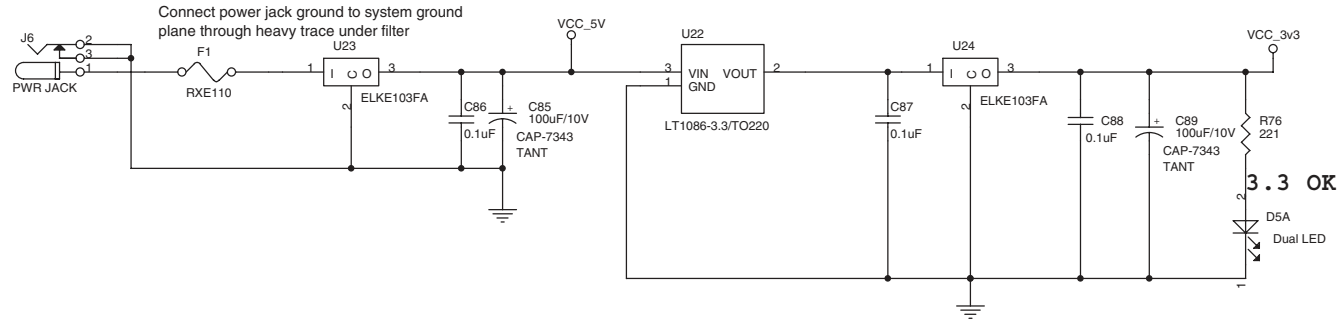 Connect power jack ground to system ground
plane through heavy trace under filter
J6
2
3
1
PWR JACK
F1
RXE110
U23
1
I C O
3
2
ELKE103FA
C86
0.1uF
+
C85
100uF/10V
CAP-7343
TANT
VCC_5V
U22
3
1
VIN
GND
VOUT
2
LT1086-3.3/TO220
C87
0.1uF
U24
1
I C O
3
2
ELKE103FA
C88
0.1uF
+
C89
100uF/10V
CAP-7343
TANT
VCC_3v3
R76
221
3.3 OK
2
D5A
Dual LED
1